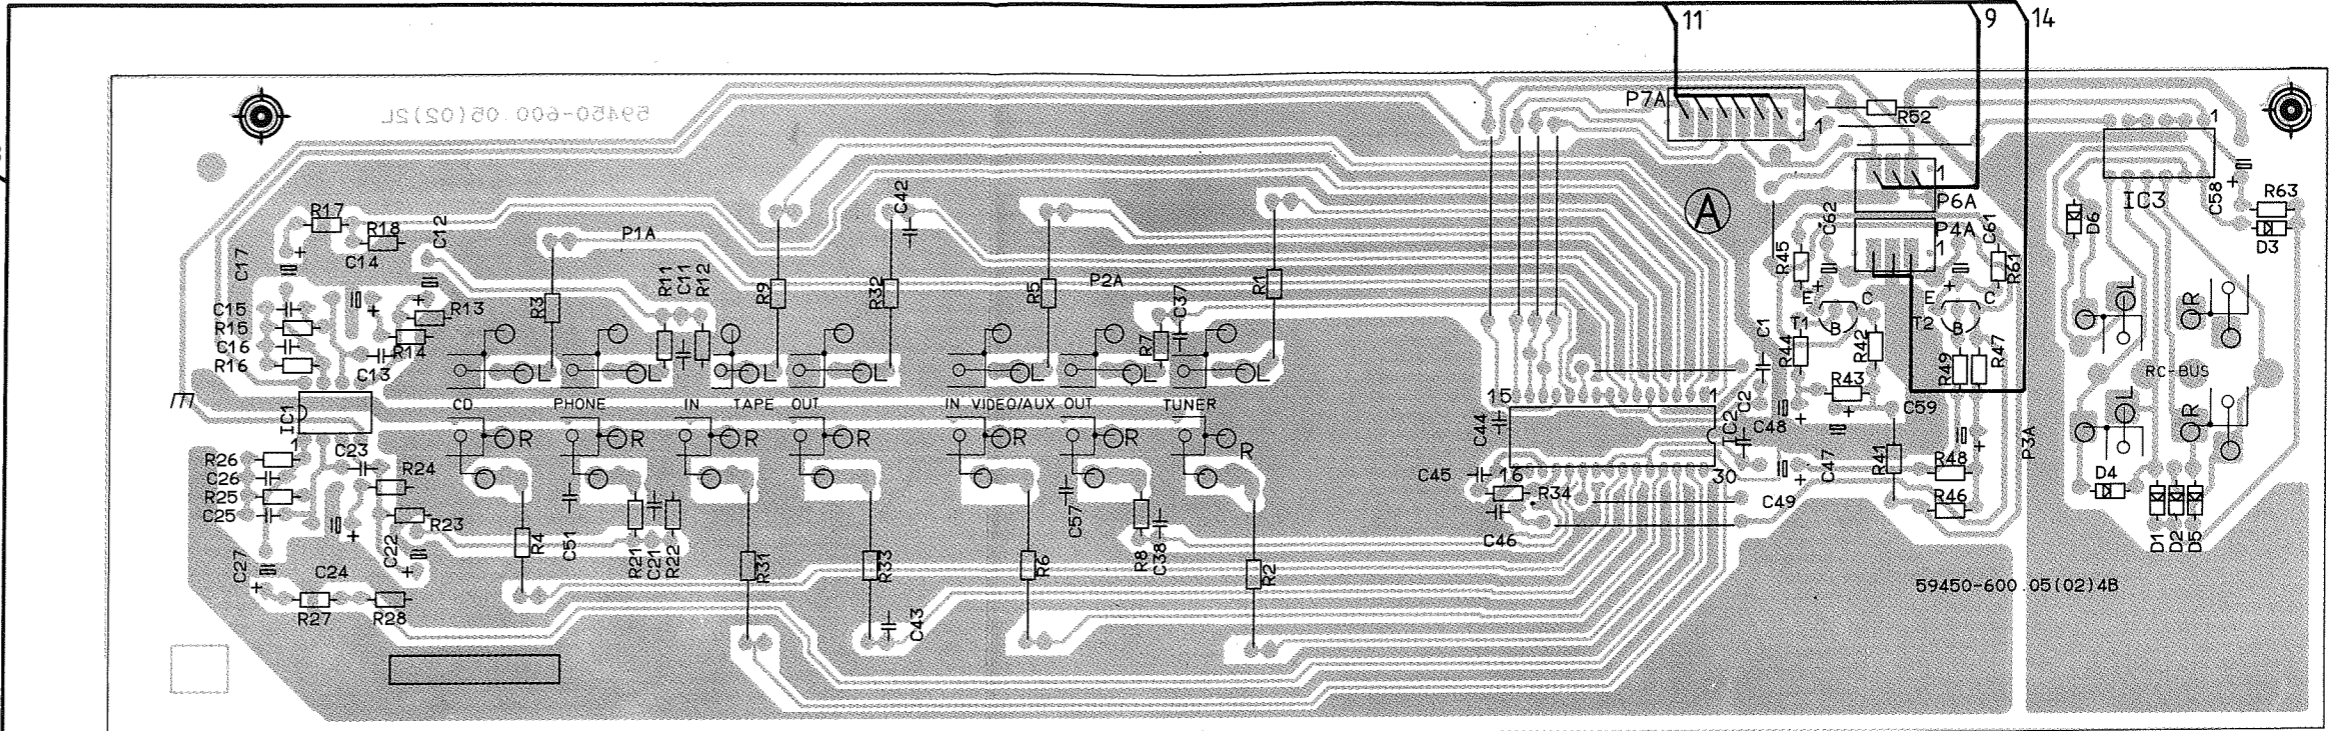 11 9 14
59450-600.05(02)2L
P7A 1 R52 1
A
1 P6A IC3 C58 R63
R17 R18 C12 P1A C42 C62 P4A 1 C61 D6 D3
C17 C14 R11 C11 R12 R9 R32 R5 P2A R1 R45 R61
C15 R13 R3 C37 E C E C L R
R15 T1 B T2 B
C16 R14 R7 C1 R44 R42
R16 C13 L L L L L L L R49 R47 RC-BUS
IC1 CD PHONE IN TAPE OUT IN VIDEO/AUX OUT TUNER 15 1 C2 R43 C59 L R
1 C23 R R R R R R R C44 IC2 C48 P3A
R26 R24 C45 16 30 C47 R41 R48 D4
C26
R25 R34 C49 R46
C25 R23 C57
C22 R4 C51 R21 C21 R22 R31 R33 R6 R8 C38 R2 C46 D1 D2 D5
C27 C24 59450-600.05(02)4B
R27 R28 C43